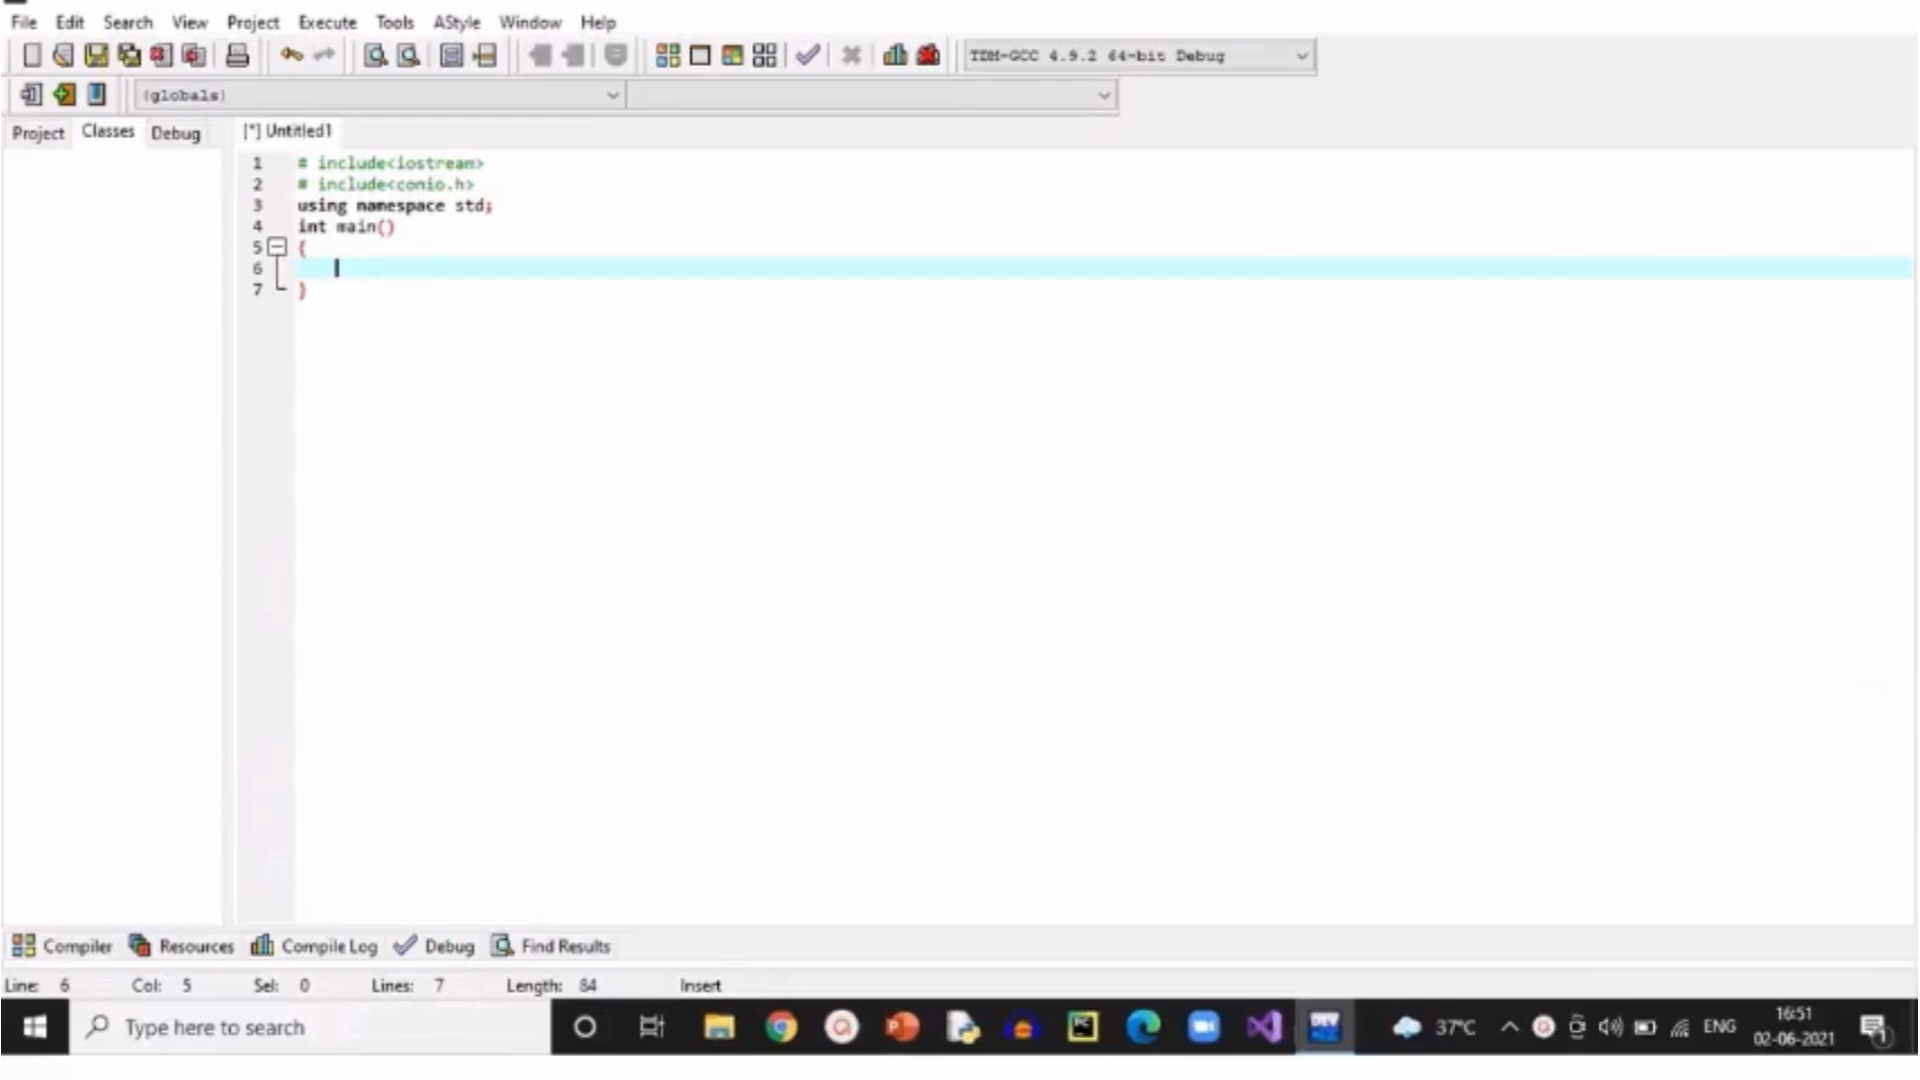 File Edit Search View Project Execute Tools AStyle Window Help
TDM-GCC 4.9.2 64-bit Debug
(globals)
Project Classes Debug [*] Untitled1
1 # include<iostream>
2 # include<conio.h>
3 using namespace std;
4 int main()
5 {
6
7 }
Compiler Resources Compile Log Debug Find Results
Line: 6 Col: 5 Sel: 0 Lines: 7 Length: 84 Insert
Type here to search 37°C ENG 16:51
02-06-2021